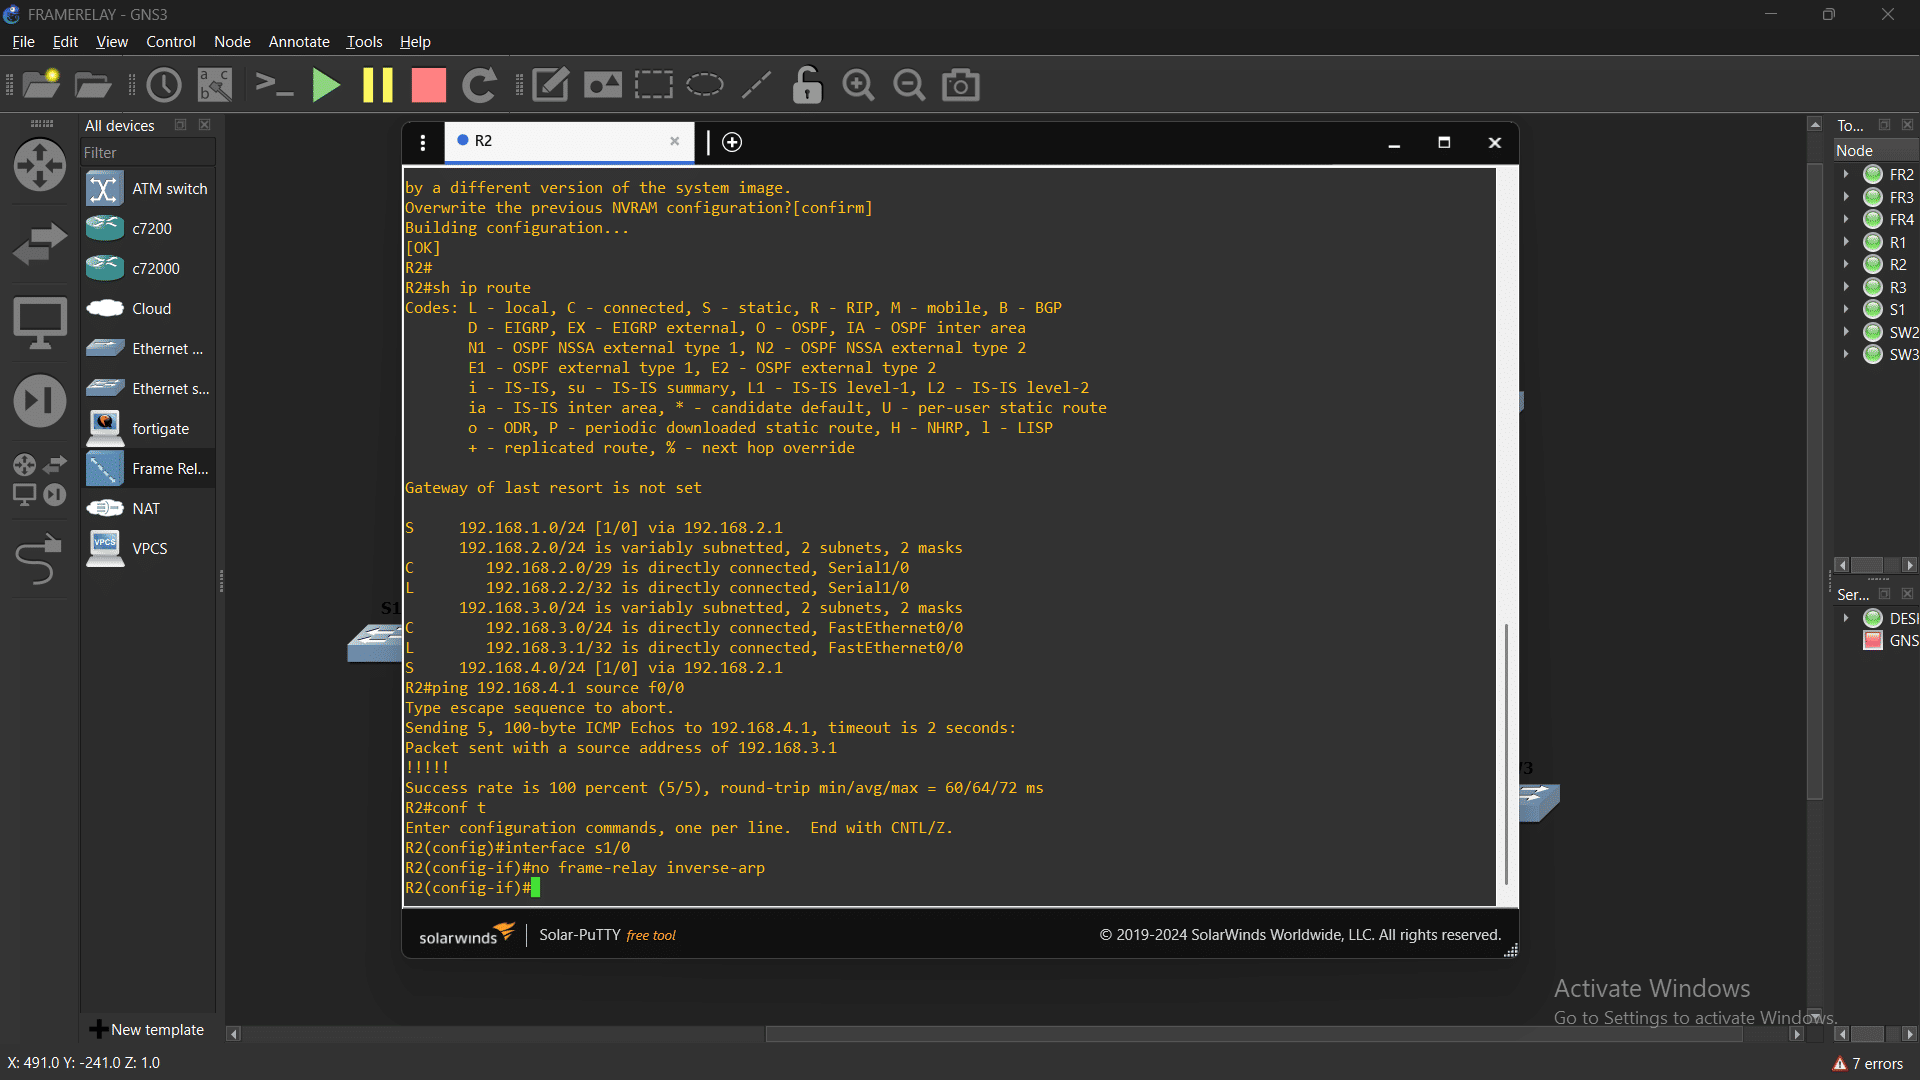 FRAMERELAY - GNS3
File Edit View Control Node Annotate Tools Help
All devices
Filter
ATM switch
c7200
c72000
Cloud
Ethernet ...
Ethernet s...
fortigate
Frame Rel...
NAT
VPCS
New template
S1
R2
by a different version of the system image.
Overwrite the previous NVRAM configuration?[confirm]
Building configuration...
[OK]
R2#
R2#sh ip route
Codes: L - local, C - connected, S - static, R - RIP, M - mobile, B - BGP
D - EIGRP, EX - EIGRP external, O - OSPF, IA - OSPF inter area
N1 - OSPF NSSA external type 1, N2 - OSPF NSSA external type 2
E1 - OSPF external type 1, E2 - OSPF external type 2
i - IS-IS, su - IS-IS summary, L1 - IS-IS level-1, L2 - IS-IS level-2
ia - IS-IS inter area, * - candidate default, U - per-user static route
o - ODR, P - periodic downloaded static route, H - NHRP, l - LISP
+ - replicated route, % - next hop override
Gateway of last resort is not set
S 192.168.1.0/24 [1/0] via 192.168.2.1
192.168.2.0/24 is variably subnetted, 2 subnets, 2 masks
C 192.168.2.0/29 is directly connected, Serial1/0
L 192.168.2.2/32 is directly connected, Serial1/0
192.168.3.0/24 is variably subnetted, 2 subnets, 2 masks
C 192.168.3.0/24 is directly connected, FastEthernet0/0
L 192.168.3.1/32 is directly connected, FastEthernet0/0
S 192.168.4.0/24 [1/0] via 192.168.2.1
R2#ping 192.168.4.1 source f0/0
Type escape sequence to abort.
Sending 5, 100-byte ICMP Echos to 192.168.4.1, timeout is 2 seconds:
Packet sent with a source address of 192.168.3.1
!!!!!
Success rate is 100 percent (5/5), round-trip min/avg/max = 60/64/72 ms
R2#conf t
Enter configuration commands, one per line. End with CNTL/Z.
R2(config)#interface s1/0
R2(config-if)#no frame-relay inverse-arp
R2(config-if)#
solarwinds Solar-PuTTY free tool
© 2019-2024 SolarWinds Worldwide, LLC. All rights reserved.
To...
Node
FR2
FR3
FR4
R1
R2
R3
S1
SW2
SW3
Ser...
DESI
GNS
Activate Windows
Go to Settings to activate Windows.
X: 491.0 Y: -241.0 Z: 1.0
7 errors